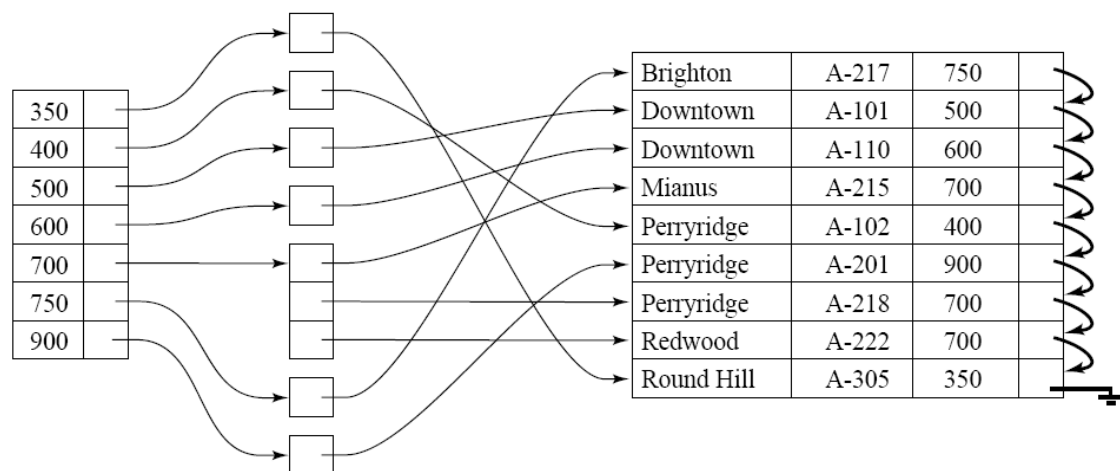 350
400
500
600
700
750
900
Brighton A-217 750
Downtown A-101 500
Downtown A-110 600
Mianus A-215 700
Perryridge A-102 400
Perryridge A-201 900
Perryridge A-218 700
Redwood A-222 700
Round Hill A-305 350